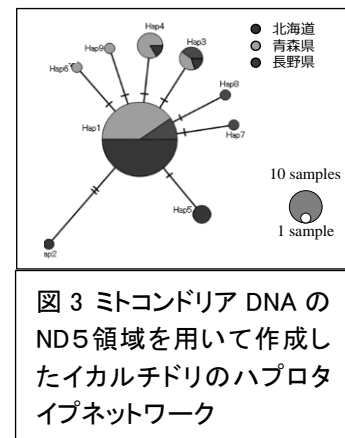 Hap4
Hap9
Hap3
Hap6
Hap8
Hap1
Hap7
Hap5
ap2
● 北海道
● 青森県
● 長野県
10 samples
1 sample
図 3 ミトコンドリア DNA の
ND5領域を用いて作成し
たイカルチドリのハプロタ
イプネットワーク